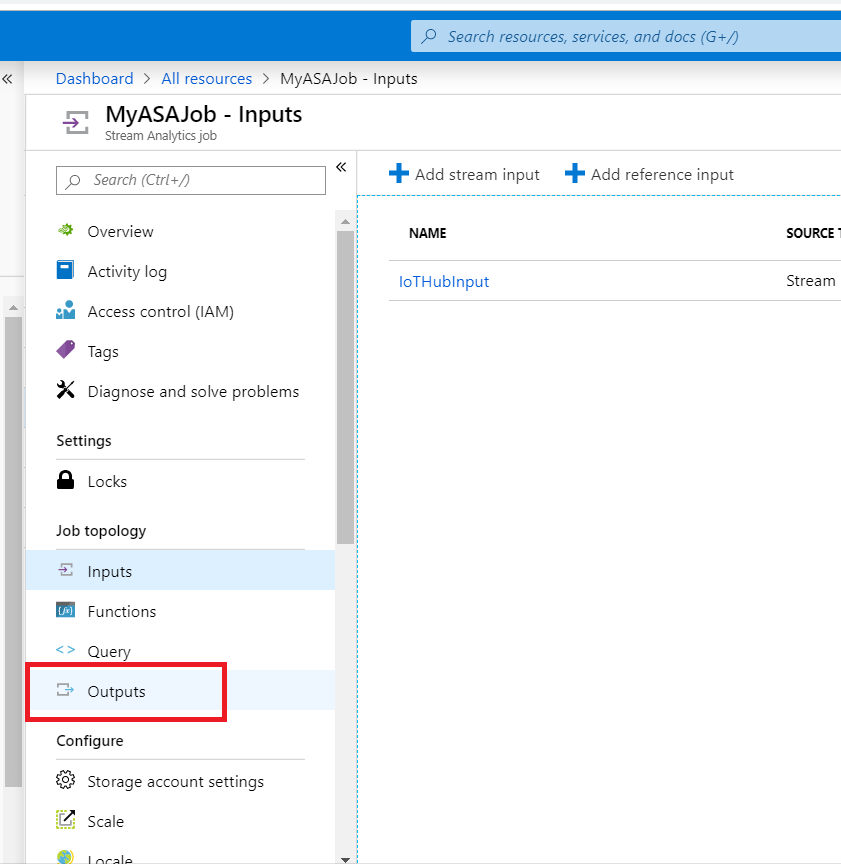 Search resources, services, and docs (G+/)
«
Dashboard > All resources > MyASAJob - Inputs
MyASAJob - Inputs
Stream Analytics job
Search (Ctrl+/)
«
Add stream input
Add reference input
Overview
Activity log
Access control (IAM)
Tags
Diagnose and solve problems
Settings
Locks
Job topology
Inputs
Functions
Query
Outputs
Configure
Storage account settings
Scale
Locale
NAME
SOURCE T
IoTHubInput
Stream